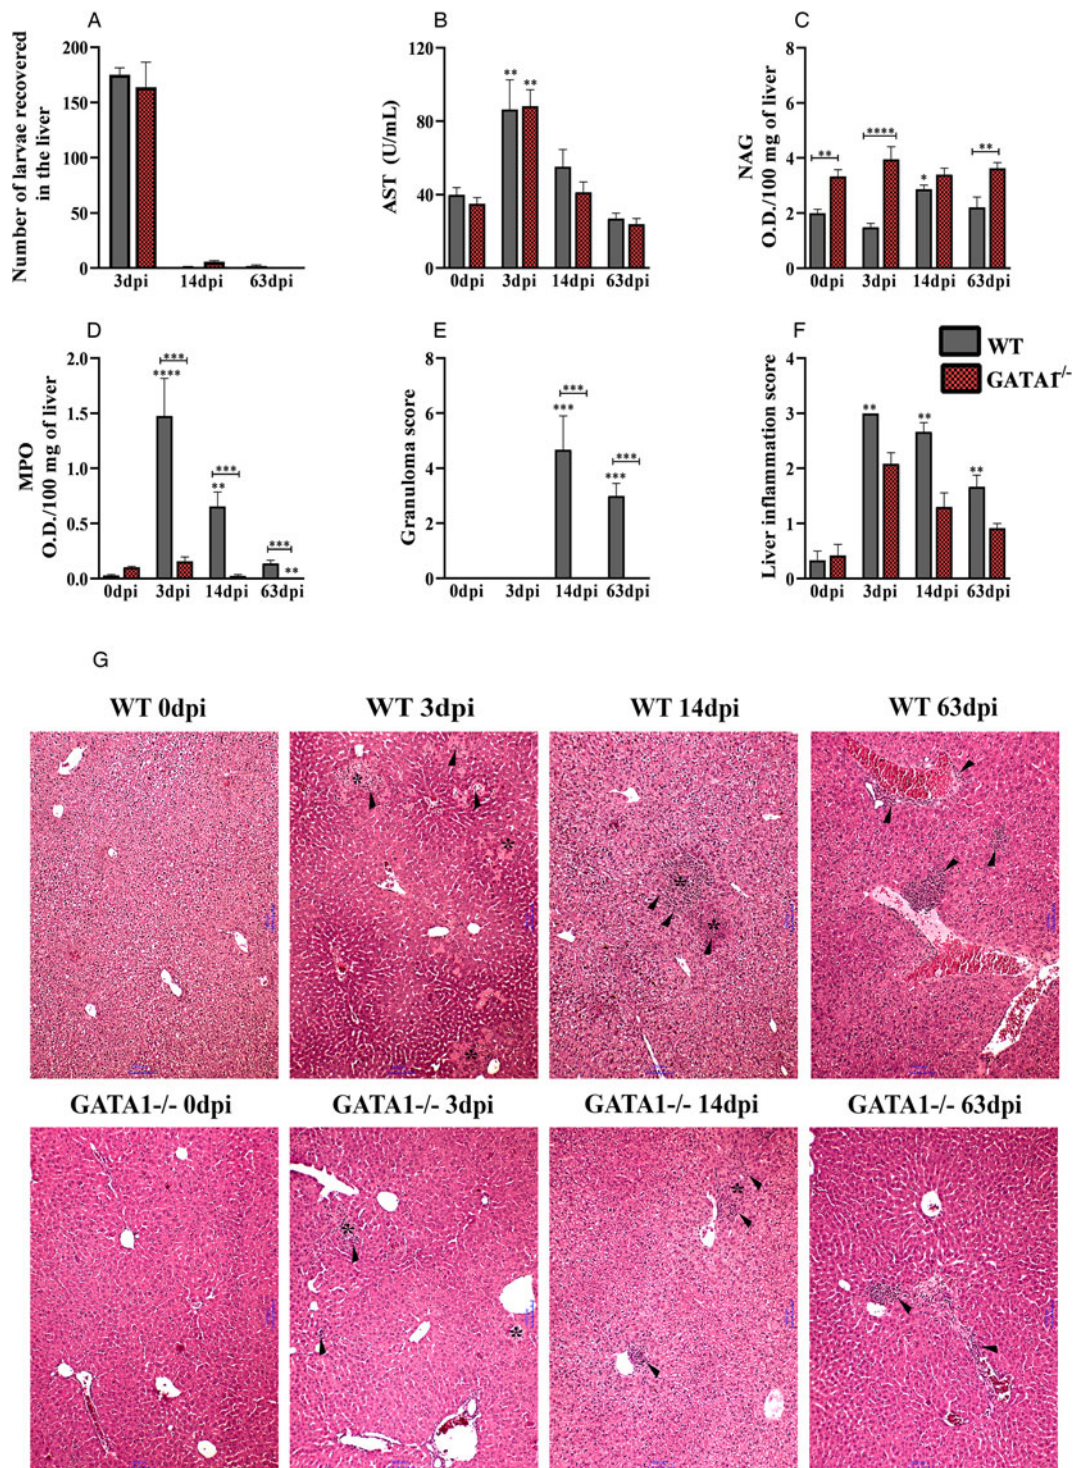 A
Number of larvae recovered
in the liver
200
150
100
50
0
3dpi 14dpi 63dpi
B
AST (U/mL)
120
80
40
0
** **
0dpi 3dpi 14dpi 63dpi
C
NAG
O.D./100 mg of liver
8
6
4
2
0
** **** * **
0dpi 3dpi 14dpi 63dpi
D
MPO
O.D./100 mg of liver
2.0
1.5
1.0
0.5
0.0
***
****
***
**
***
**
0dpi 3dpi 14dpi 63dpi
E
Granuloma score
8
6
4
2
0
***
***
***
***
0dpi 3dpi 14dpi 63dpi
F
Liver inflammation score
4
3
2
1
0
** ** **
0dpi 3dpi 14dpi 63dpi
WT
GATA1-/-
G
WT 0dpi WT 3dpi WT 14dpi WT 63dpi
* * *
* *
GATA1-/- 0dpi GATA1-/- 3dpi GATA1-/- 14dpi GATA1-/- 63dpi
* *
*